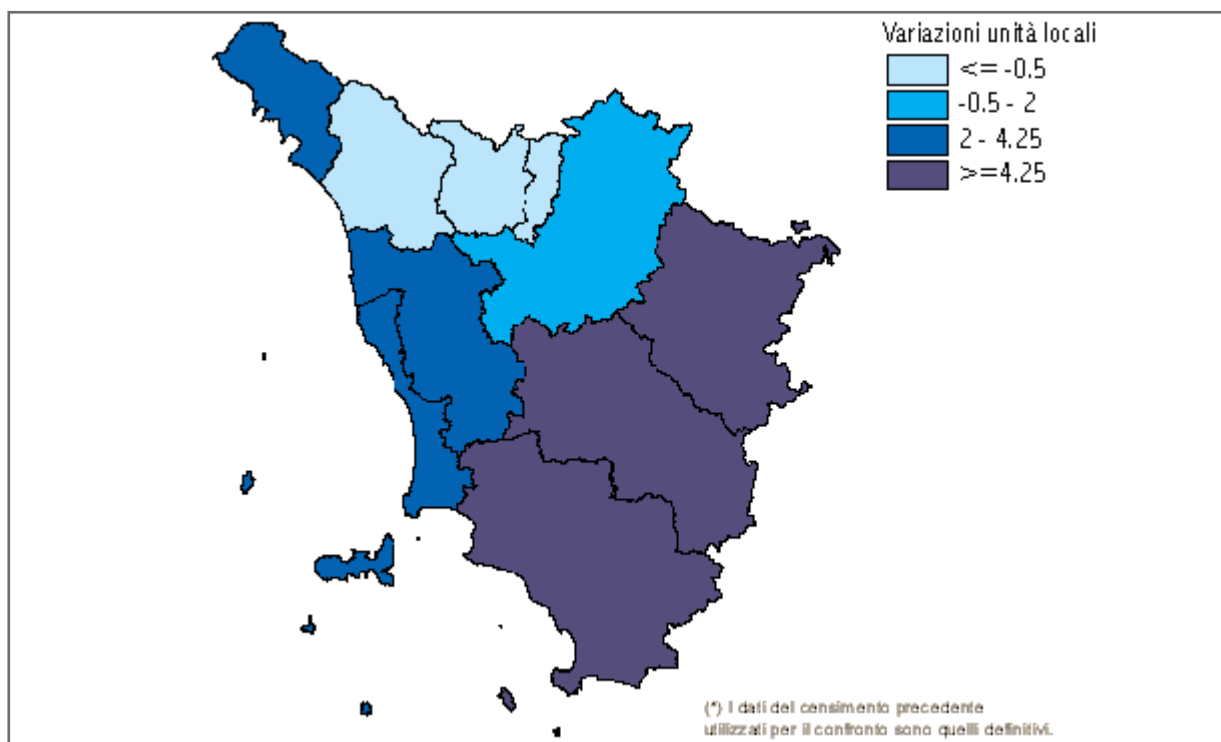 Variazioni unità locali
<= -0.5
-0.5 - 2
2 - 4.25
>=4.25
(*) I dati del censimento precedente
utilizzati per il confronto sono quelli definitivi.